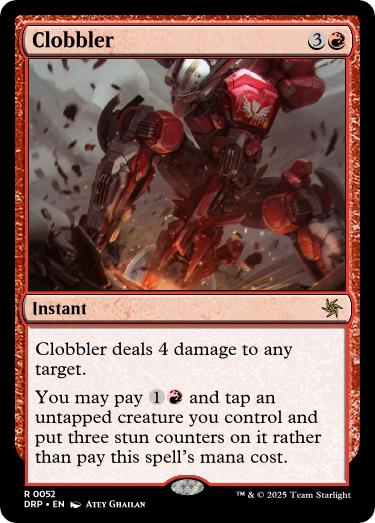 Clobbler 3
Instant
Clobbler deals 4 damage to any
target.
You may pay 1 and tap an
untapped creature you control and
put three stun counters on it rather
than pay this spell's mana cost.
R 0052
DRP • EN Atey Ghailan
™ & © 2025 Team Starlight